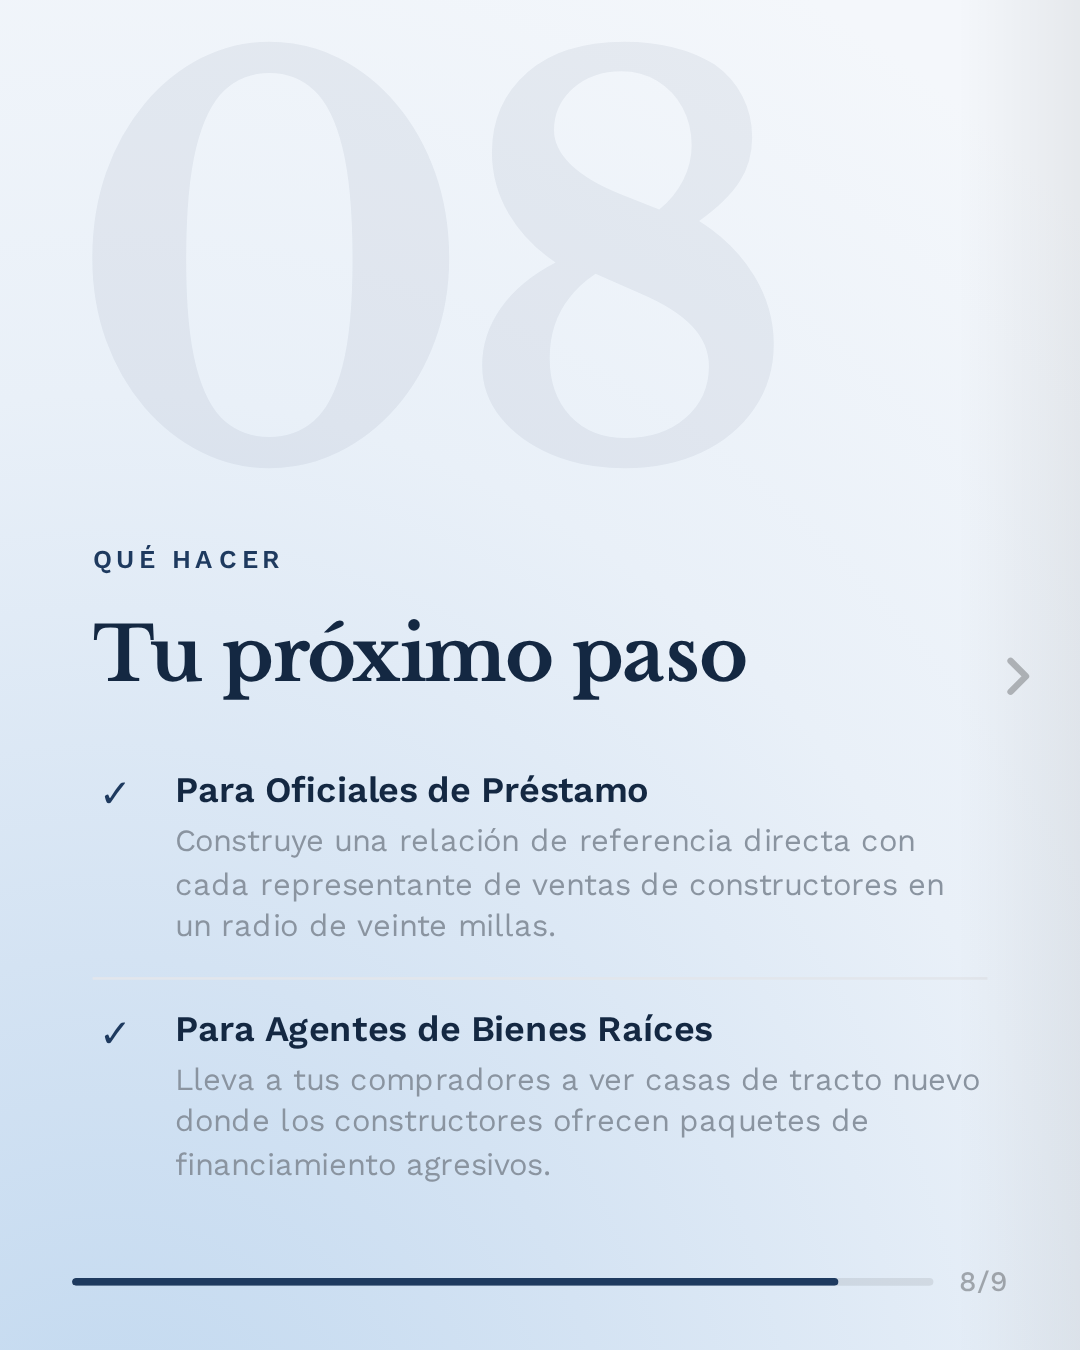 08
QUÉ HACER
Tu próximo paso
✓ Para Oficiales de Préstamo
Construye una relación de referencia directa con
cada representante de ventas de constructores en
un radio de veinte millas.
✓ Para Agentes de Bienes Raíces
Lleva a tus compradores a ver casas de tracto nuevo
donde los constructores ofrecen paquetes de
financiamiento agresivos.
8/9